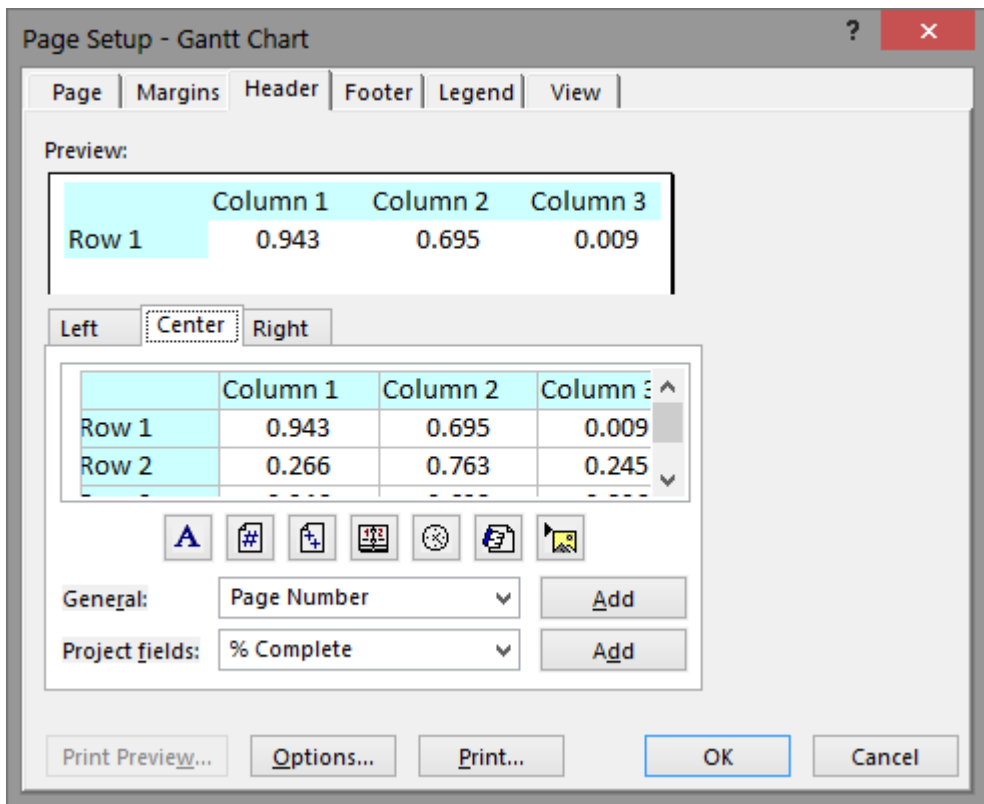 Page Setup - Gantt Chart ?
Page Margins Header Footer Legend View
Preview:
Column 1 Column 2 Column 3
Row 1 0.943 0.695 0.009
Left Center Right
Column 1 Column 2 Column
Row 1 0.943 0.695 0.009
Row 2 0.266 0.763 0.245
A #
General: Page Number Add
Project fields: % Complete Add
Print Preview... Options... Print... OK Cancel